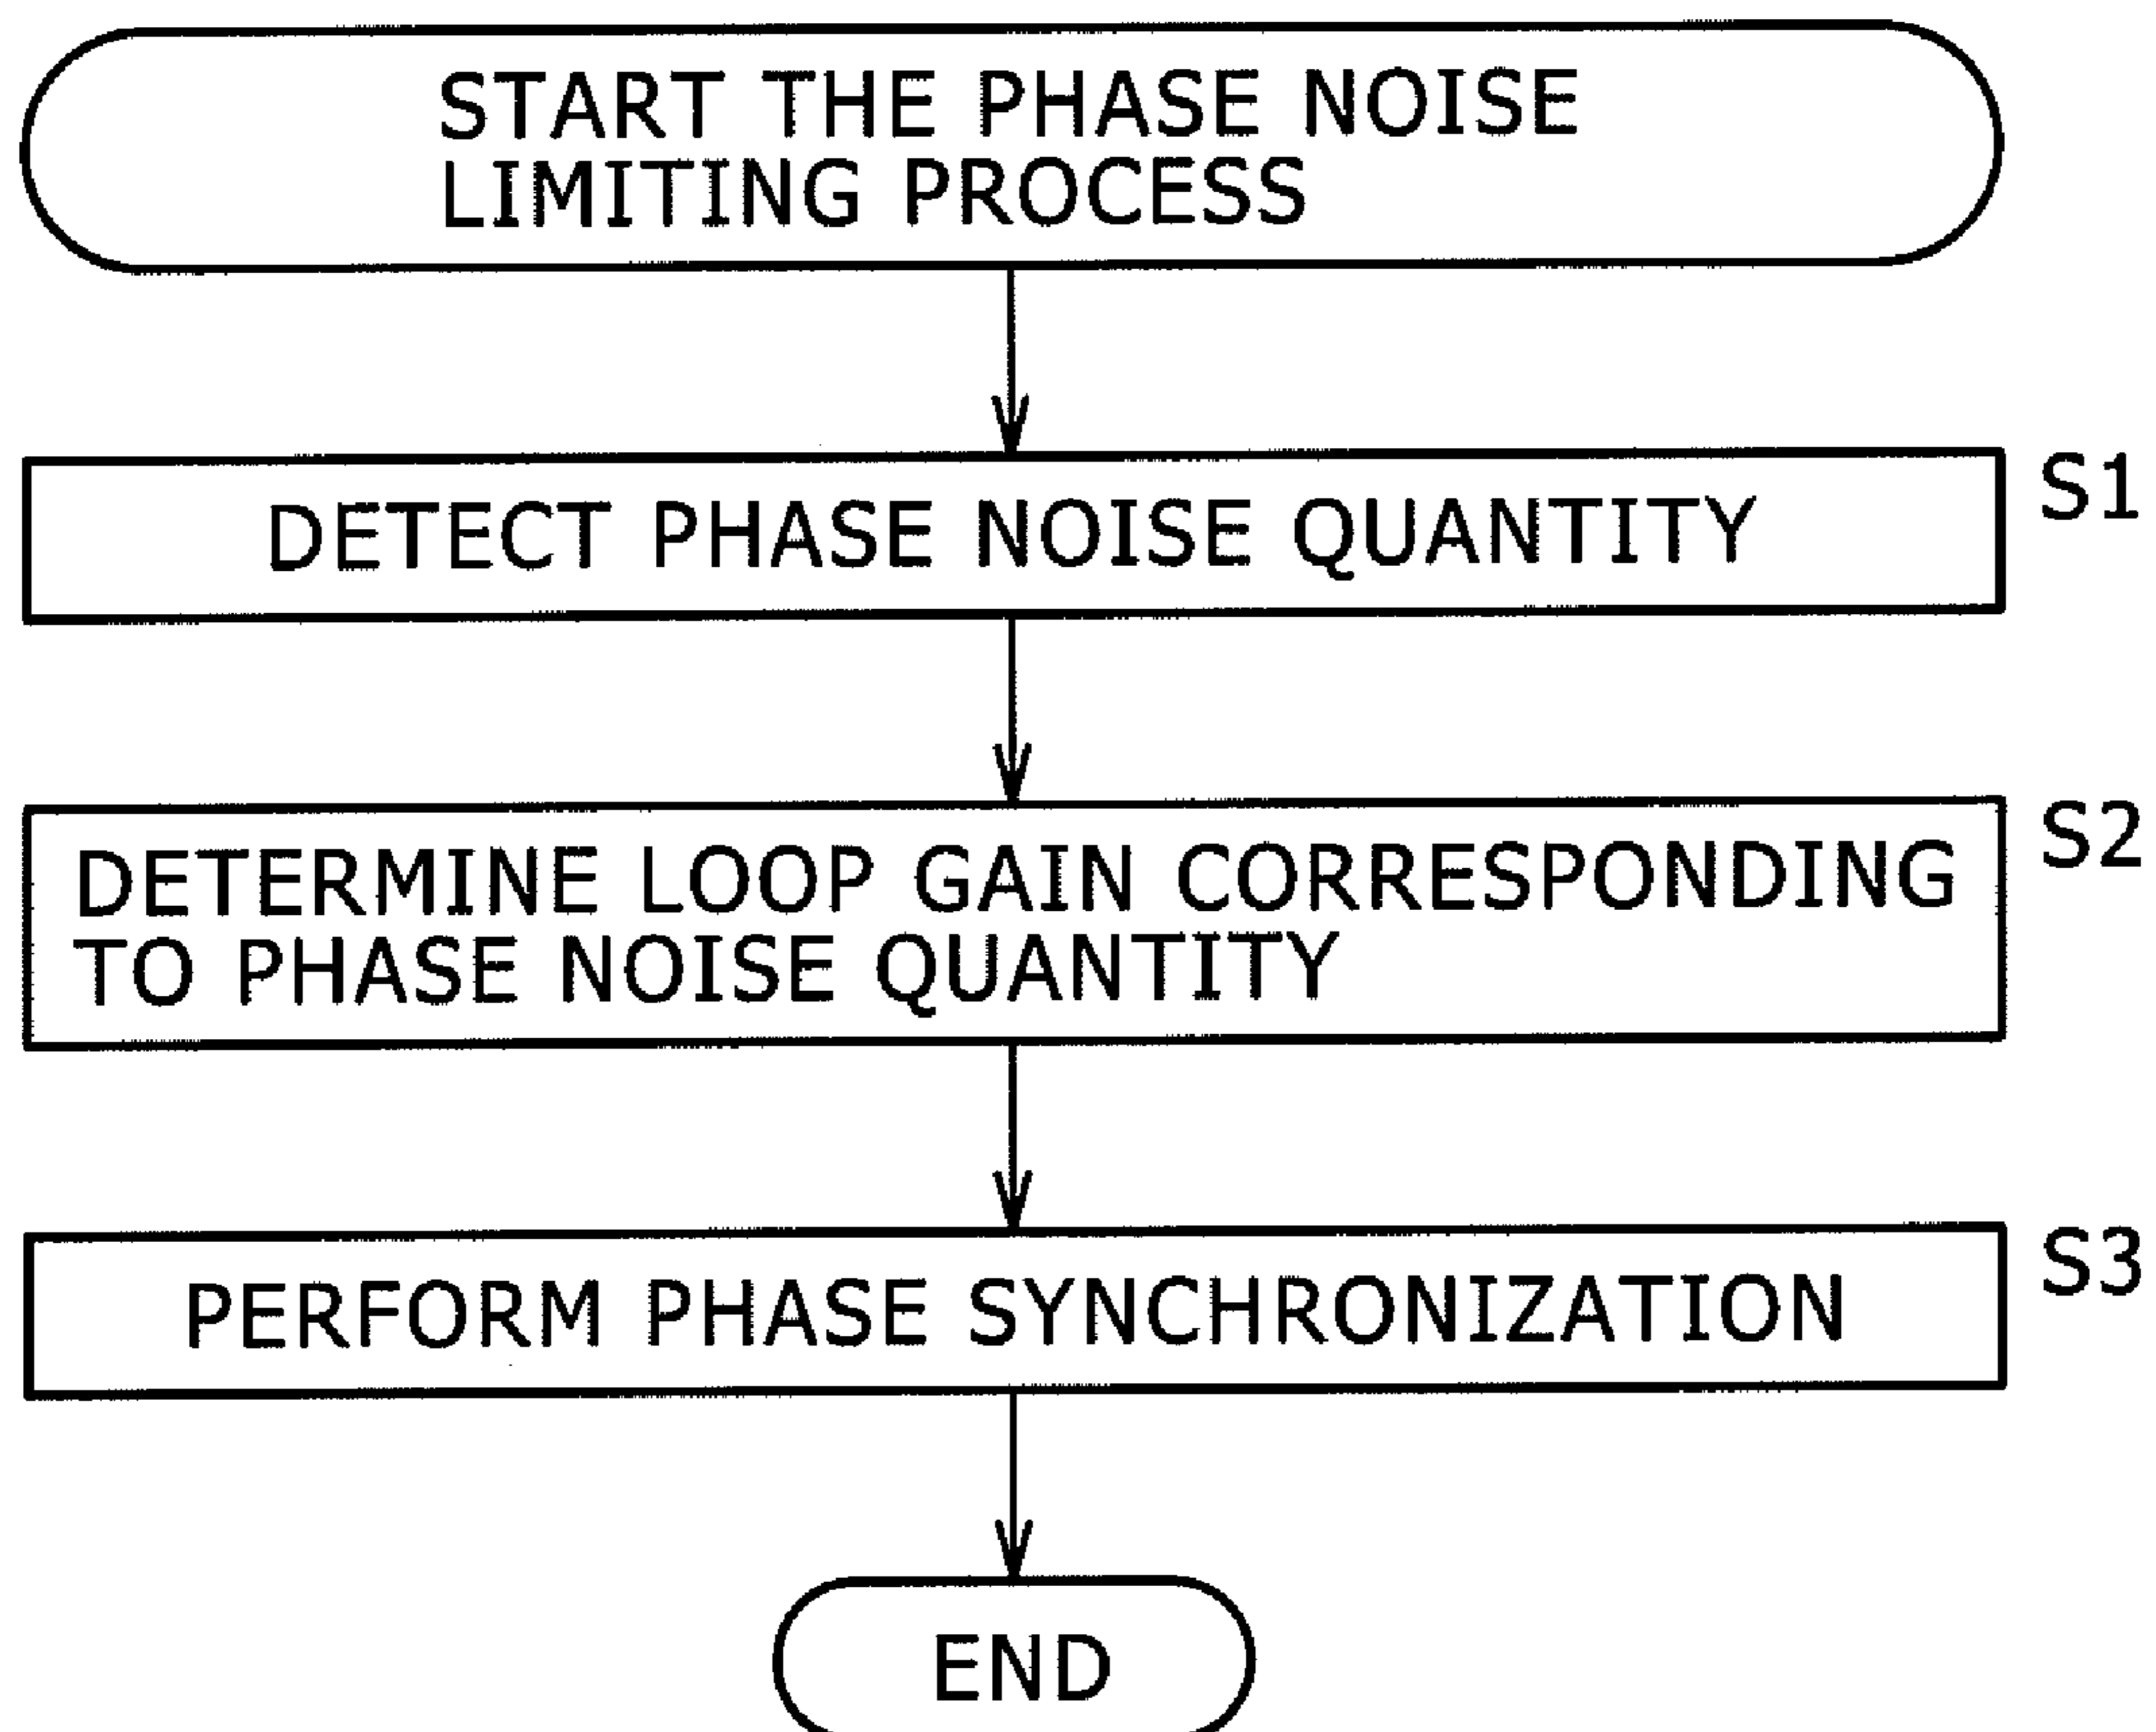 START THE PHASE NOISE
LIMITING PROCESS
DETECT PHASE NOISE QUANTITY
S1
DETERMINE LOOP GAIN CORRESPONDING
TO PHASE NOISE QUANTITY
S2
PERFORM PHASE SYNCHRONIZATION
S3
END